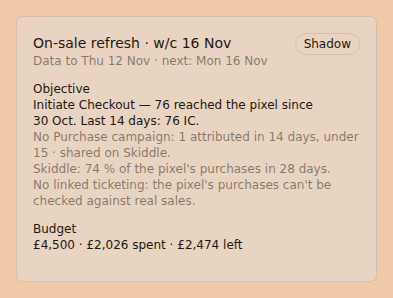 On-sale refresh · w/c 16 Nov
Shadow
Data to Thu 12 Nov · next: Mon 16 Nov
Objective
Initiate Checkout — 76 reached the pixel since
30 Oct. Last 14 days: 76 IC.
No Purchase campaign: 1 attributed in 14 days, under
15 · shared on Skiddle.
Skiddle: 74 % of the pixel's purchases in 28 days.
No linked ticketing: the pixel's purchases can't be
checked against real sales.
Budget
£4,500 · £2,026 spent · £2,474 left